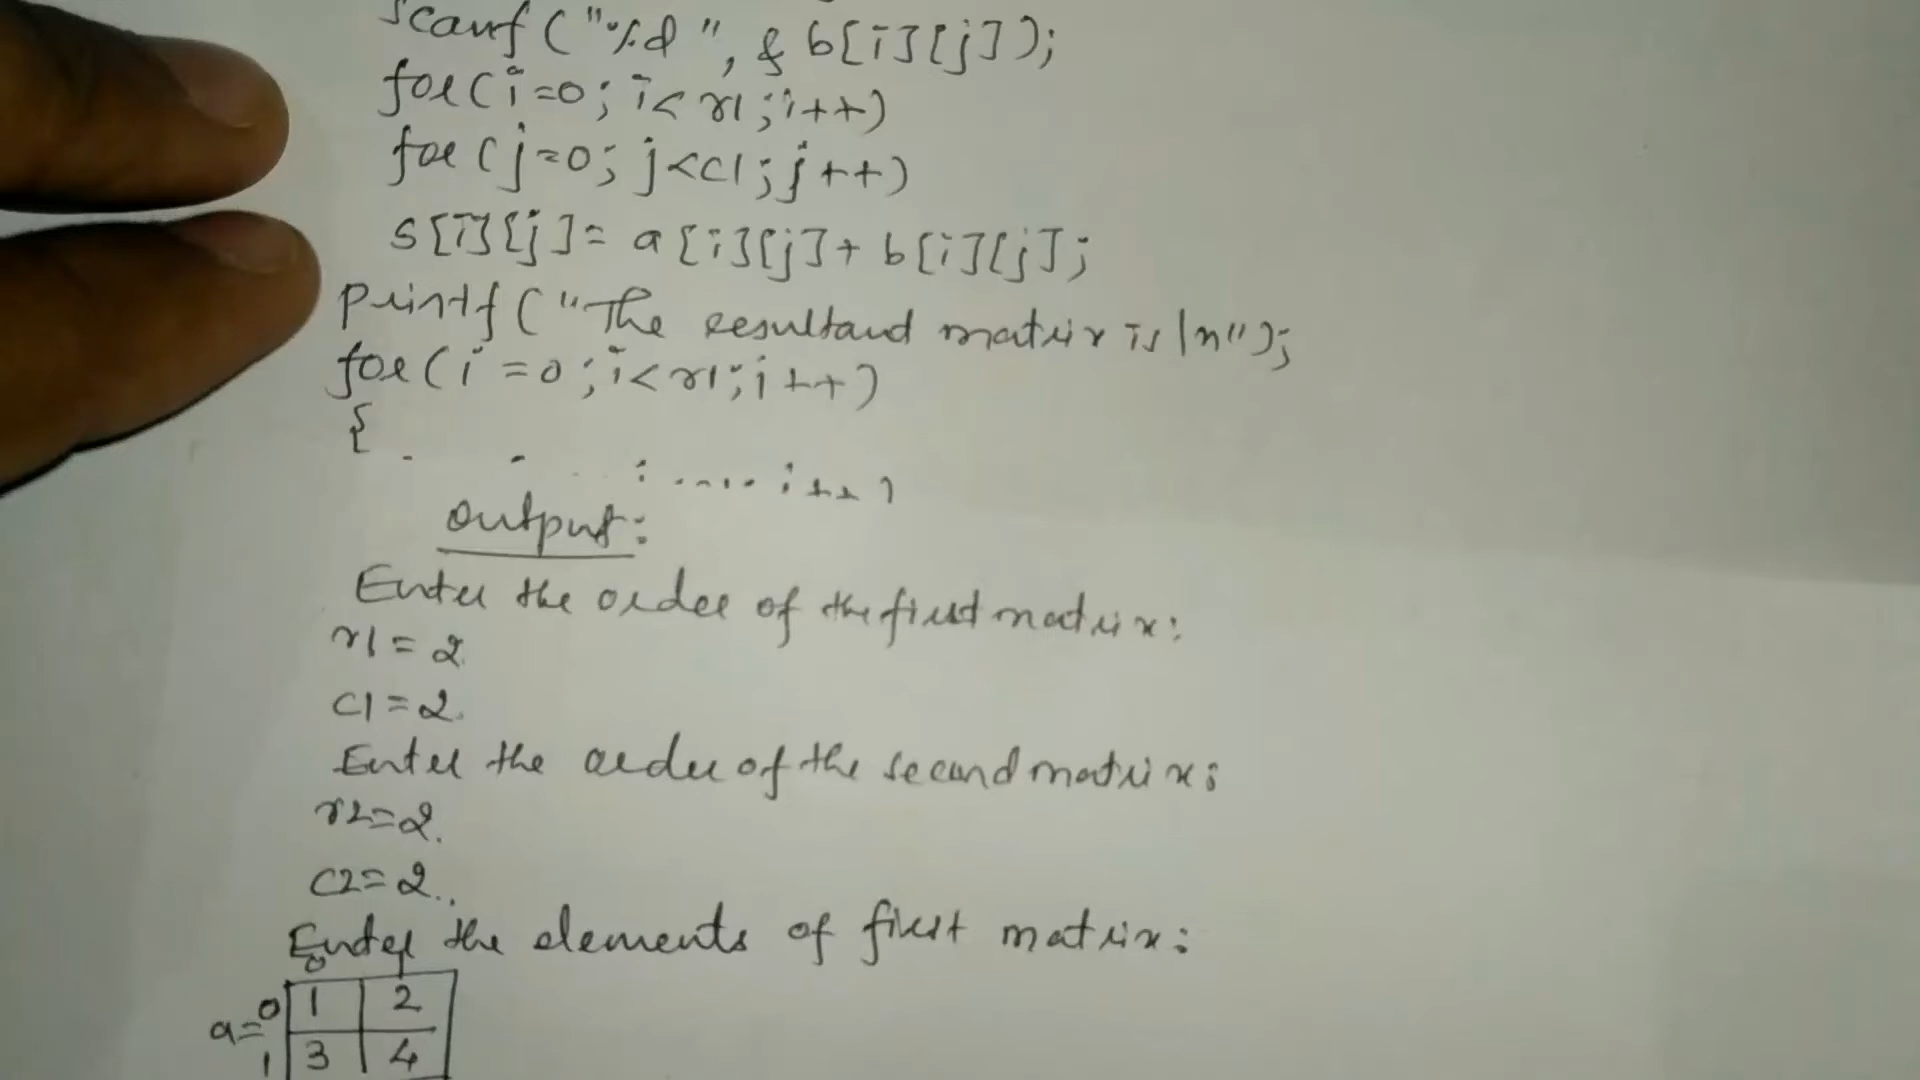 scanf("%d", & b[i][j]);
for(i=0; i<r1; i++)
for(j=0; j<c1; j++)
s[i][j]= a[i][j]+ b[i][j];
printf("The resultand matrix is \n");
for(i=0; i<r1; i++)
{
i++)
output:
Enter the order of the first matrix:
r1=2
c1=2
Enter the order of the second matrix:
r2=2.
c2=2..
Enter the elements of first matrix:
0 1
a= 0 1 2
1 3 4